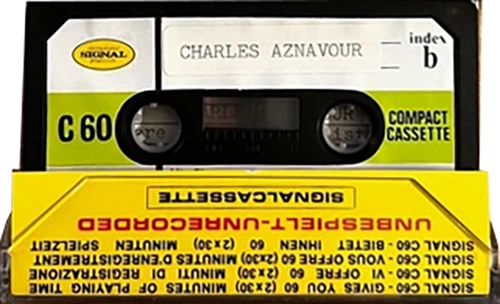 SIGNAL
CHARLES AZNAVOUR
index
b
C 60
COMPACT
CASSETTE
SIGNALCASSETTE
UNBESPIELT-UNRECORDED
SIGNAL C60 - BIETET IHNEN 60 MINUTEN (2x30) SPIELZEIT
SIGNAL C60 - VOUS OFFRE 60 (2x30) MINUTES D'ENREGISTREMENT
SIGNAL C60 - VI OFFRE 60 (2x30) MINUTI DI REGISTRAZIONE
SIGNAL C60 - GIVES YOU 60 (2x30) MINUTES OF PLAYING TIME